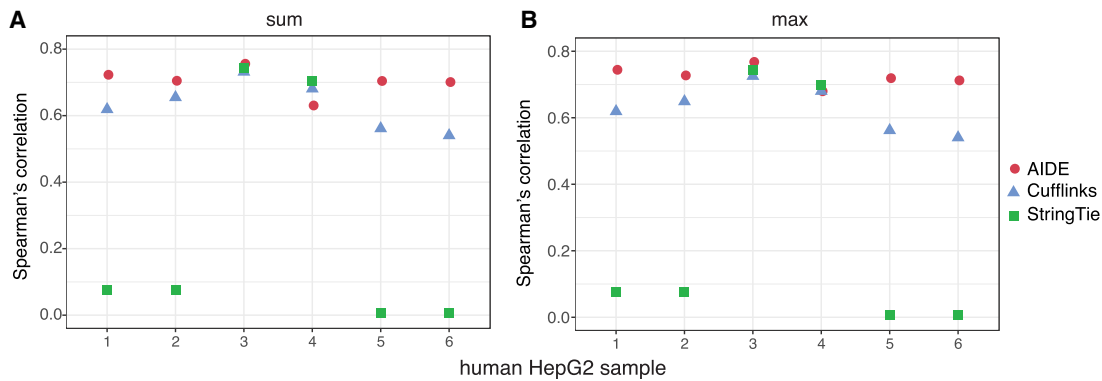 A
sum
Spearman's correlation
0.8
0.6
0.4
0.2
0.0
1 2 3 4 5 6
B
max
Spearman's correlation
0.8
0.6
0.4
0.2
0.0
1 2 3 4 5 6
human HepG2 sample
AIDE
Cufflinks
StringTie